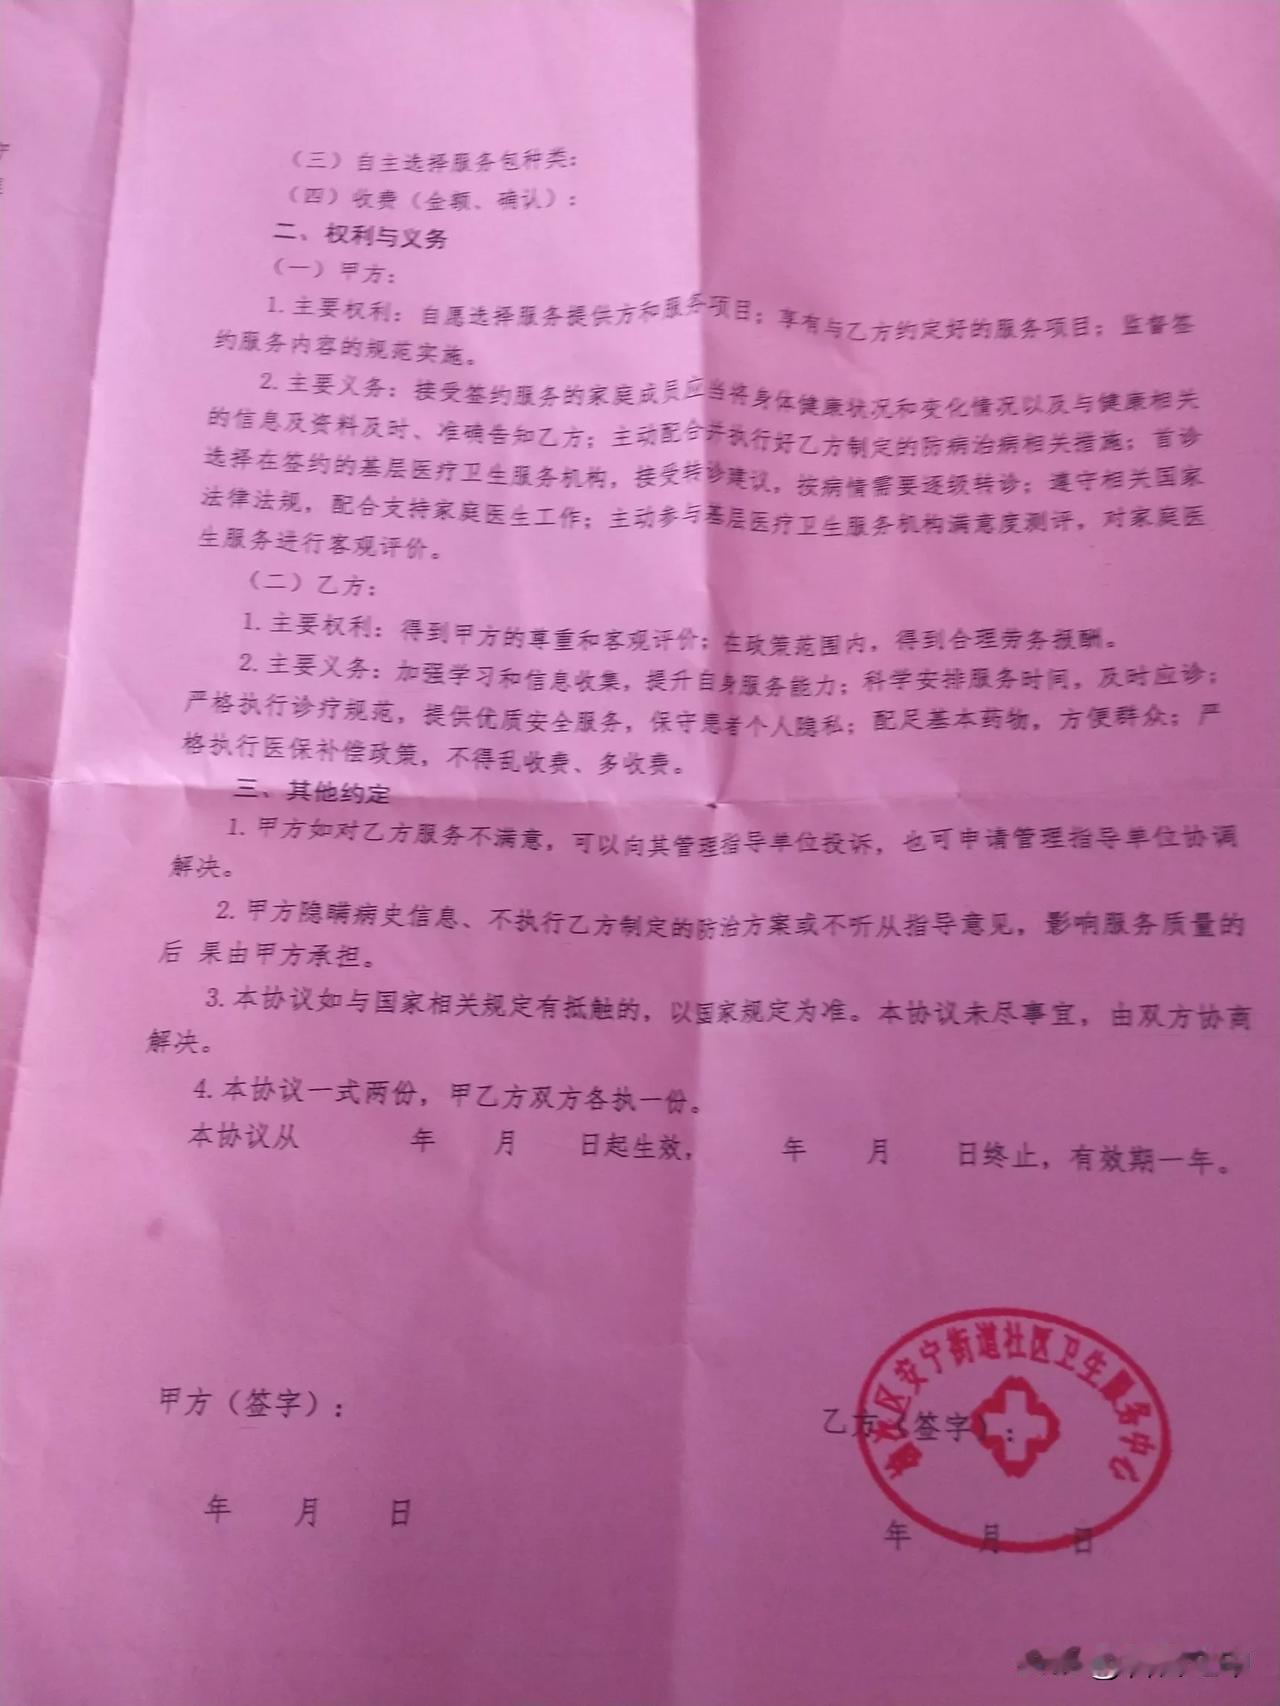 （三）自主选择服务包种类：
（四）收费（金额、确认）：
二、权利与义务
（一）甲方：
1.主要权利：自愿选择服务提供方和服务项目；享有与乙方约定好的服务项目；监督签
约服务内容的规范实施。
2.主要义务：接受签约服务的家庭成员应当将身体健康状况和变化情况以及与健康相关
的信息及资料及时、准确告知乙方；主动配合并执行好乙方制定的防病治病相关措施；首诊
选择在签约的基层医疗卫生服务机构，接受转诊建议，按病情需要逐级转诊；遵守相关国家
法律法规，配合支持家庭医生工作；主动参与基层医疗卫生服务机构满意度测评，对家庭医
生服务进行客观评价。
（二）乙方：
1.主要权利：得到甲方的尊重和客观评价；在政策范围内，得到合理劳务报酬。
2.主要义务：加强学习和信息收集，提升自身服务能力；科学安排服务时间，及时应诊；
严格执行诊疗规范，提供优质安全服务，保守患者个人隐私；配足基本药物，方便群众；严
格执行医保补偿政策，不得乱收费、多收费。
三、其他约定
1.甲方如对乙方服务不满意，可以向其管理指导单位投诉，也可申请管理指导单位协调
解决。
2.甲方隐瞒病史信息、不执行乙方制定的防治方案或不听从指导意见，影响服务质量的
后 果由甲方承担。
3.本协议如与国家相关规定有抵触的，以国家规定为准。本协议未尽事宜，由双方协商
解决。
4.本协议一式两份，甲乙方双方各执一份。
本协议从 年 月 日起生效， 年 月 日终止，有效期一年。
甲方（签字）：
乙方（签字）：
区安宁街道社区卫生服务中心
年 月 日
年 月 日